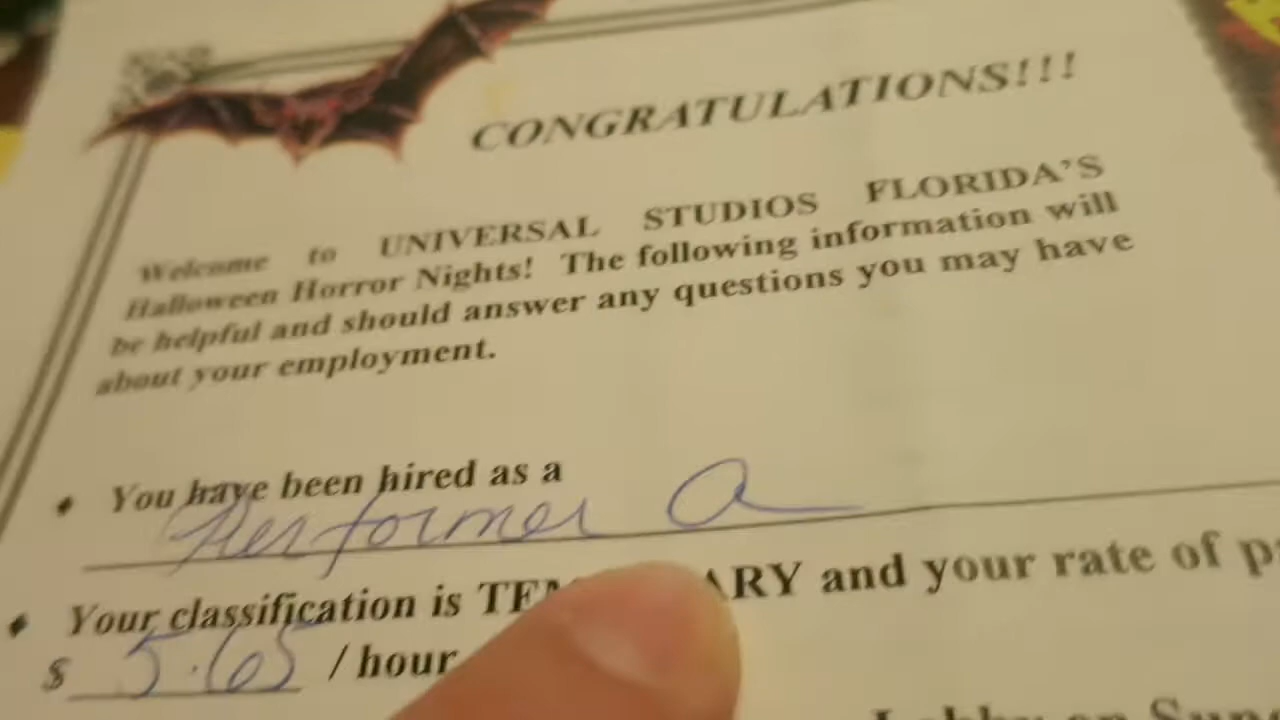 CONGRATULATIONS!!!
Welcome to UNIVERSAL STUDIOS FLORIDA'S
Halloween Horror Nights! The following information will
be helpful and should answer any questions you may have
about your employment.
♦ You have been hired as a
Performer a
♦ Your classification is and your rate of
$ 5.65 / hour